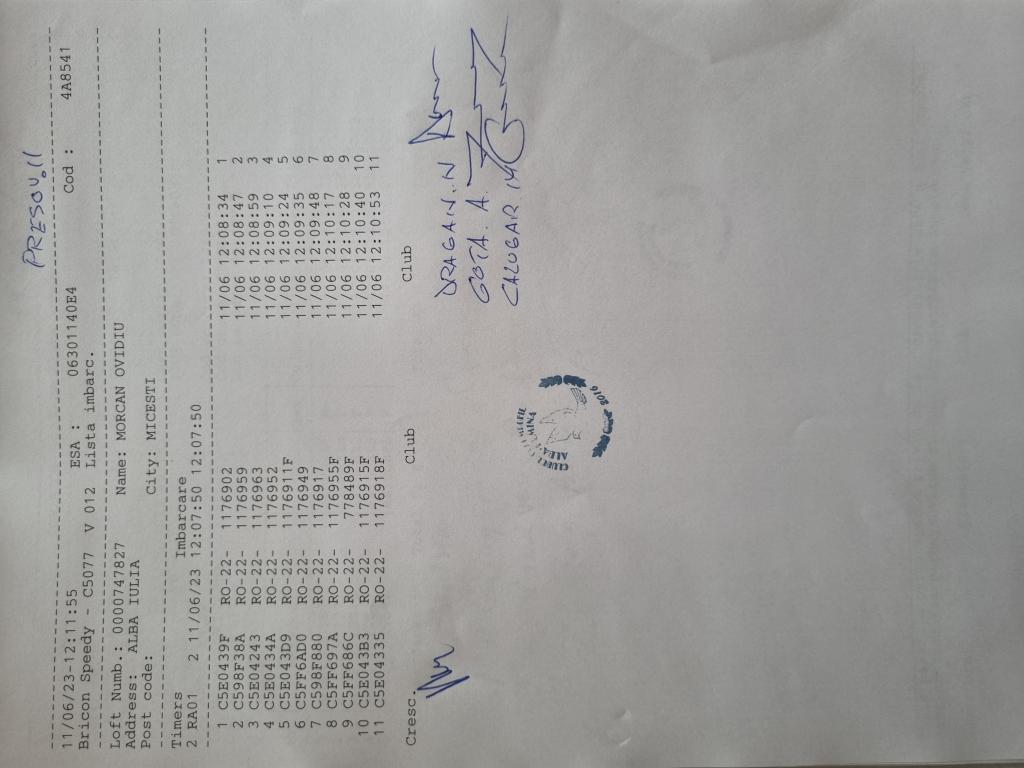 PRESOV.II
11/06/23-12:11:55 ESA : 06301140E4 Cod : 4A8541
Bricon Speedy - C5077 V 012 Lista imbarc.
Loft Numb.: 0000747827 Name: MORCAN OVIDIU
Address: ALBA IULIA City: MICESTI
Post code:
Timers Imbarcare
2 RA01 2 11/06/23 12:07:50 12:07:50
1 C5E0439F RO-22- 1176902 11/06 12:08:34 1
2 C598F38A RO-22- 1176959 11/06 12:08:47 2
3 C5E04243 RO-22- 1176963 11/06 12:08:59 3
4 C5E0434A RO-22- 1176952 11/06 12:09:10 4
5 C5E043D9 RO-22- 1176911F 11/06 12:09:24 5
6 C5FF6AD0 RO-22- 1176949 11/06 12:09:35 6
7 C598F880 RO-22- 1176917 11/06 12:09:48 7
8 C5FF697A RO-22- 1176955F 11/06 12:10:17 8
9 C5FF686C RO-22- 778489F 11/06 12:10:28 9
10 C5E043B3 RO-22- 1176915F 11/06 12:10:40 10
11 C5E04335 RO-22- 1176918F 11/06 12:10:53 11
Cresc. Club Club
DRAGAIN.N
GOTA. A.
CALUGAR.
2016